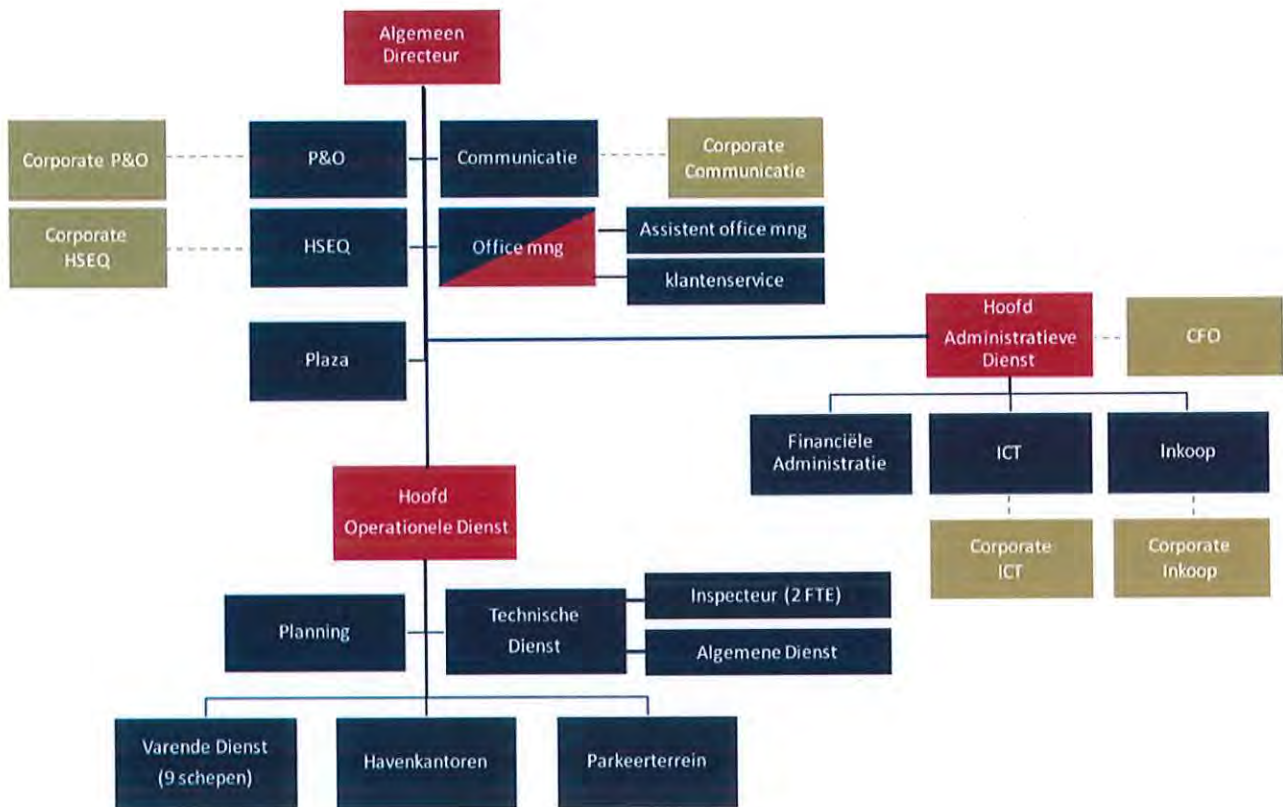 Algemeen
Directeur
Corporate P&O
P&O
Communicatie
Corporate
Communicatie
Corporate
HSEQ
HSEQ
Office mng
Assistent office mng
klantenservice
Plaza
Hoofd
Administratieve
Dienst
CFO
Financiële
Administratie
ICT
Inkoop
Corporate
ICT
Corporate
Inkoop
Hoofd
Operationele Dienst
Planning
Technische
Dienst
Inspecteur (2 FTE)
Algemene Dienst
Varende Dienst
(9 schepen)
Havenkantoren
Parkeerterrein